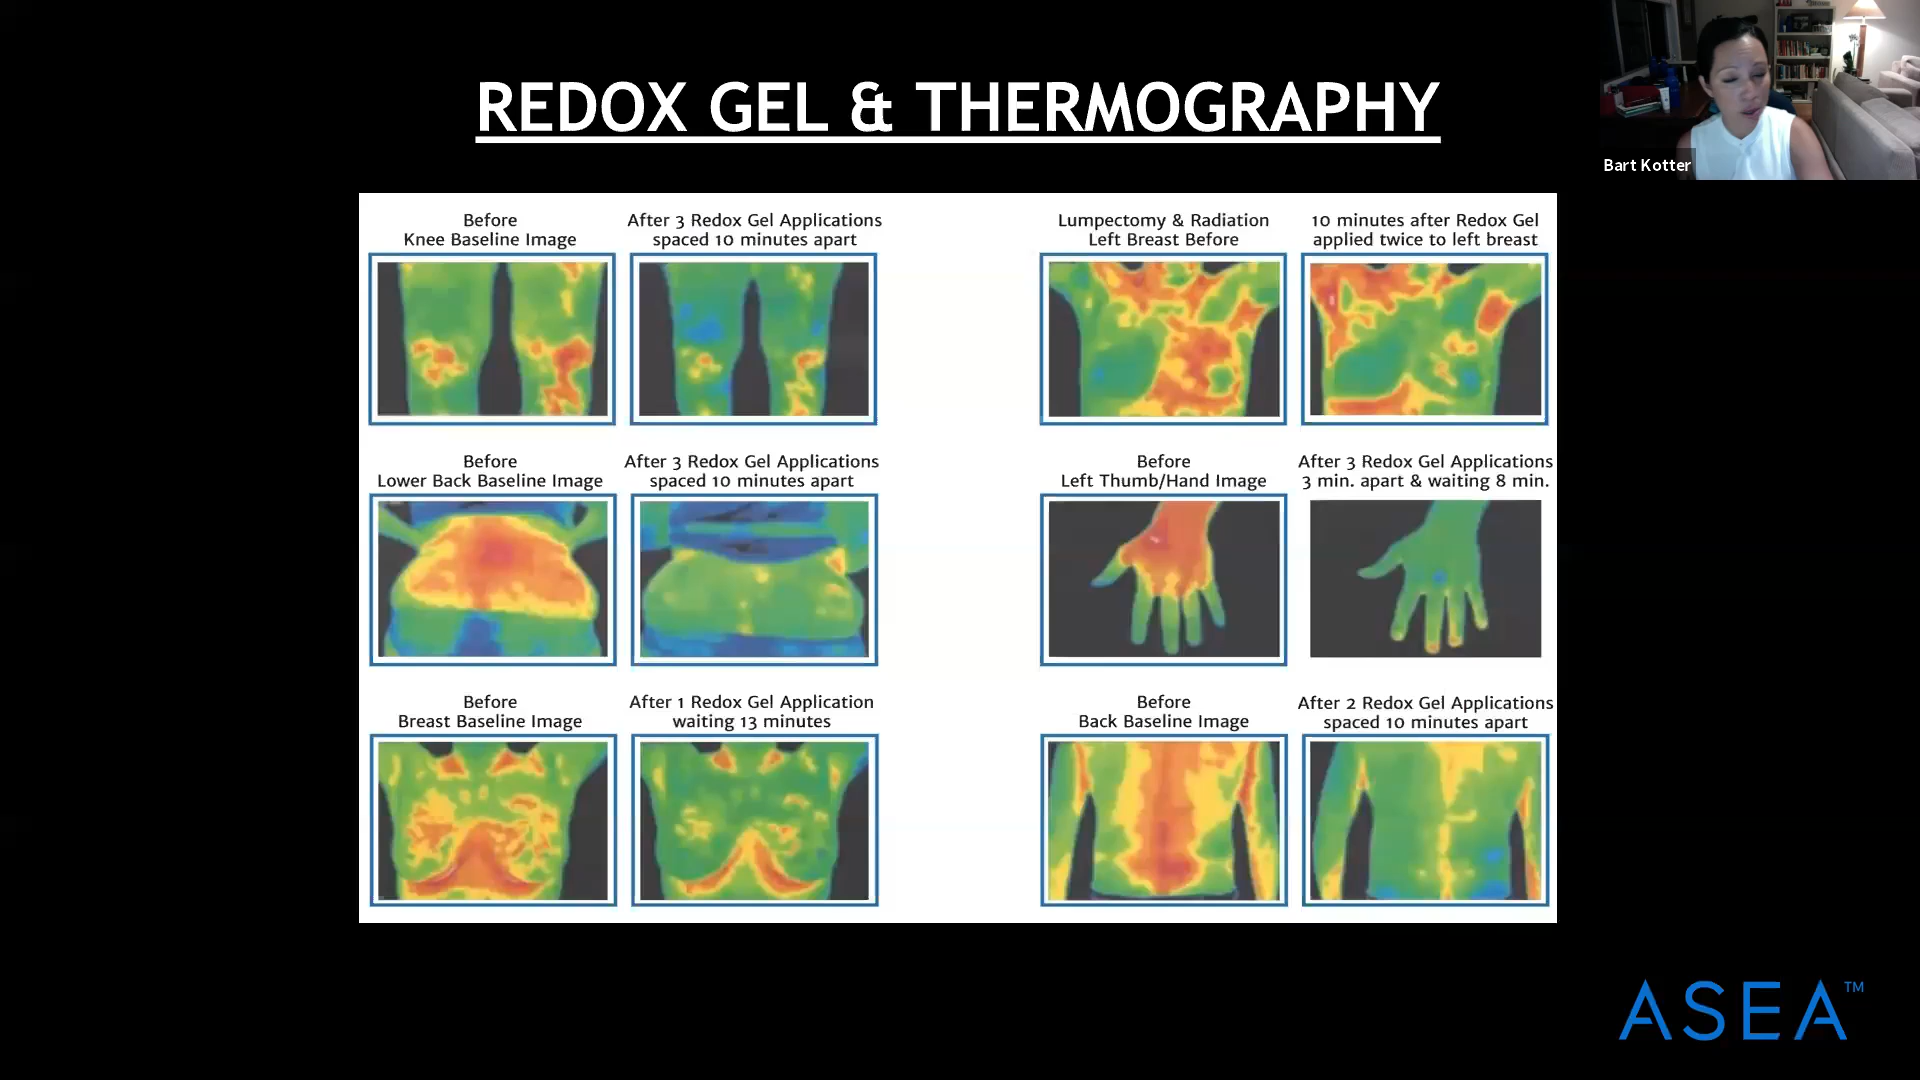 REDOX GEL & THERMOGRAPHY
Bart Kotter
Before
Knee Baseline Image
After 3 Redox Gel Applications
spaced 10 minutes apart
Lumpectomy & Radiation
Left Breast Before
10 minutes after Redox Gel
applied twice to left breast
Before
Lower Back Baseline Image
After 3 Redox Gel Applications
spaced 10 minutes apart
Before
Left Thumb/Hand Image
After 3 Redox Gel Applications
3 min. apart & waiting 8 min.
Before
Breast Baseline Image
After 1 Redox Gel Application
waiting 13 minutes
Before
Back Baseline Image
After 2 Redox Gel Applications
spaced 10 minutes apart
ASEA™